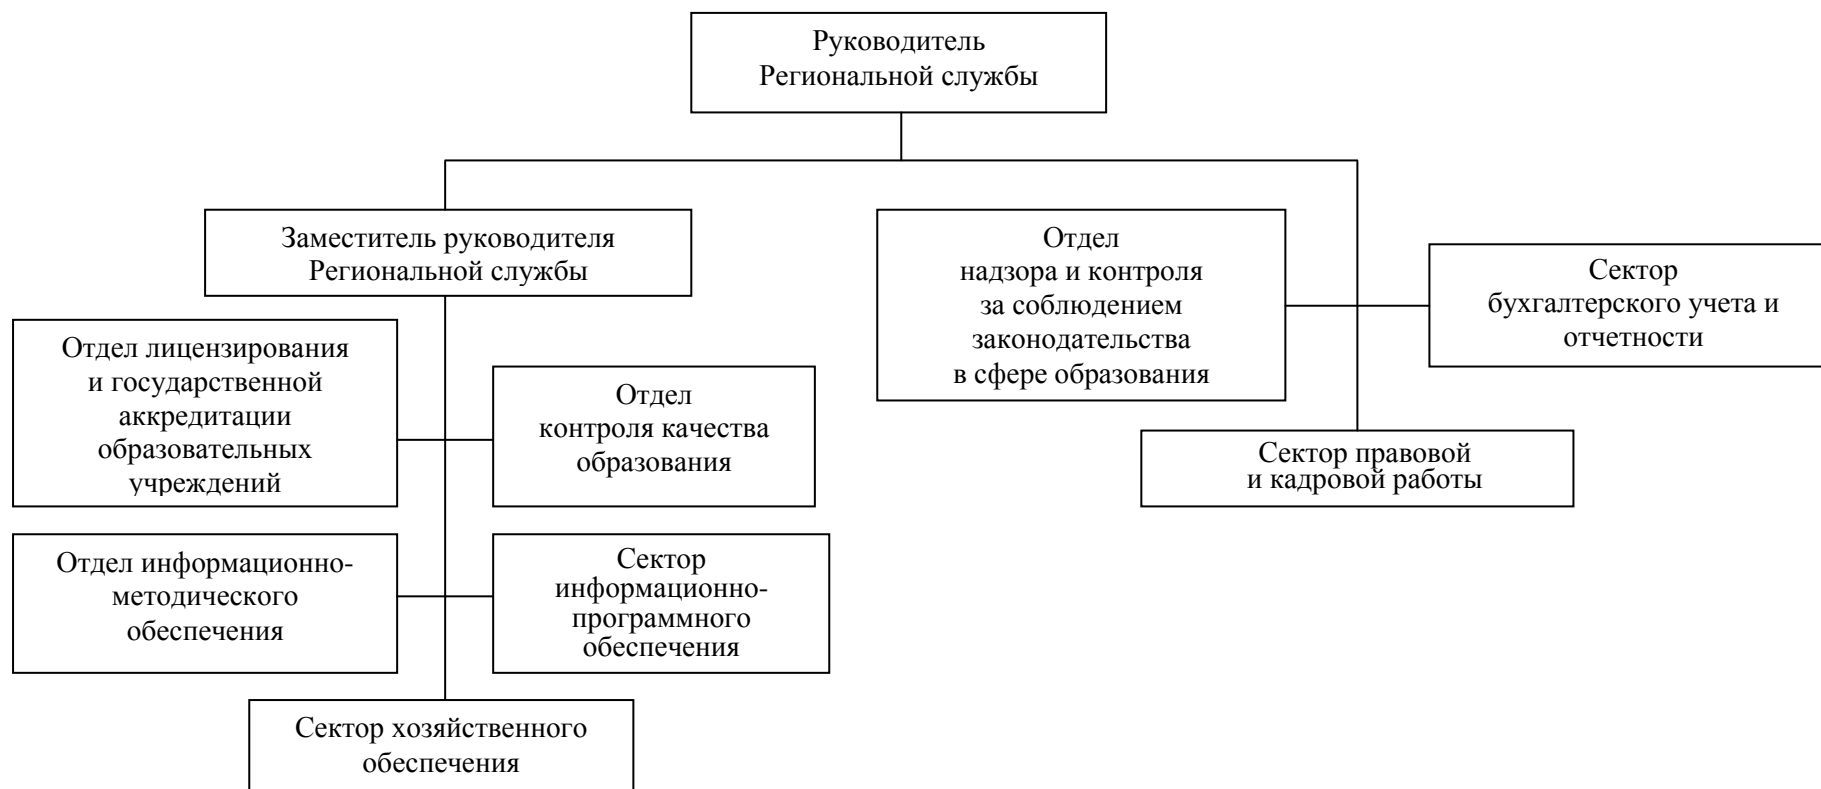 Руководитель
Региональной службы
Заместитель руководителя
Региональной службы
Отдел
надзора и контроля
за соблюдением
законодательства
в сфере образования
Сектор
бухгалтерского учета и
отчетности
Отдел лицензирования
и государственной
аккредитации
образовательных
учреждений
Отдел
контроля качества
образования
Сектор правовой
и кадровой работы
Отдел информационно-
методического
обеспечения
Сектор
информационно-
программного
обеспечения
Сектор хозяйственного
обеспечения